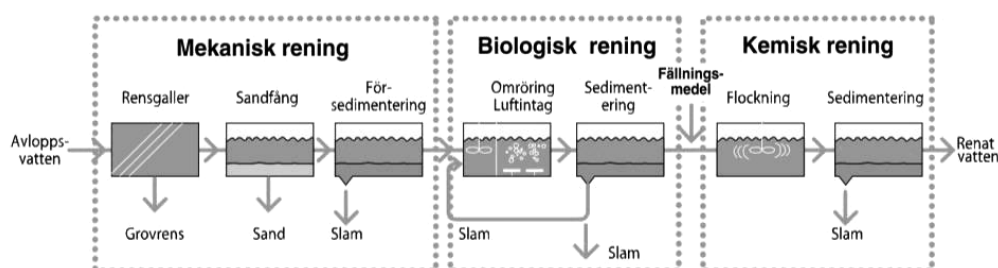 Mekanisk rening
Biologisk rening
Kemisk rening
Rensgaller
Sandfång
För-
sedimentering
Omröring
Luftintag
Sediment-
ering
Fällnings-
medel
Flockning
Sedimentering
Avlopps-
vatten
Renat
vatten
Grovrens
Sand
Slam
Slam
Slam
Slam